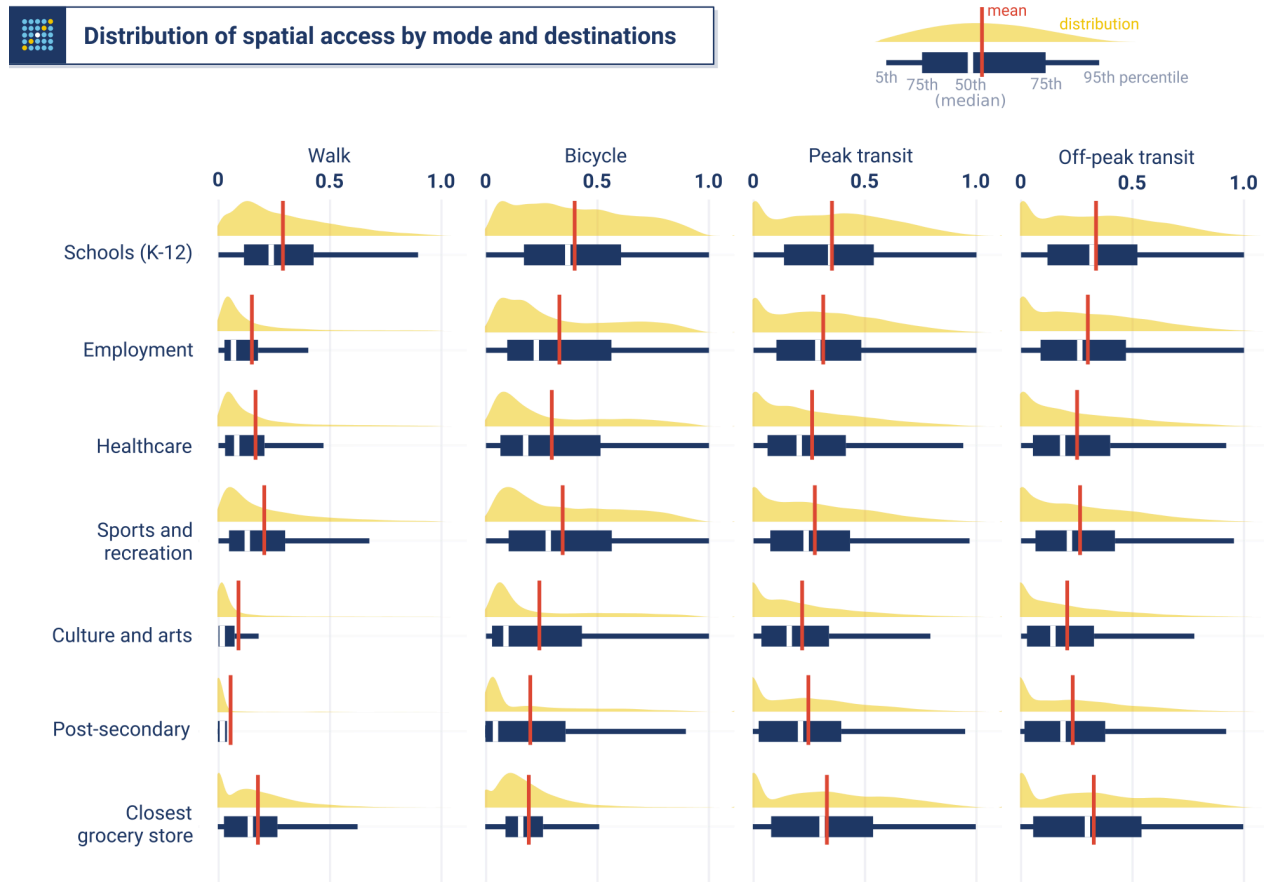 Distribution of spatial access by mode and destinations
mean
distribution
5th 75th 50th 75th 95th percentile
(median)
Walk Bicycle Peak transit Off-peak transit
0 0.5 1.0 0 0.5 1.0 0 0.5 1.0 0 0.5 1.0
Schools (K-12)
Employment
Healthcare
Sports and
recreation
Culture and arts
Post-secondary
Closest
grocery store